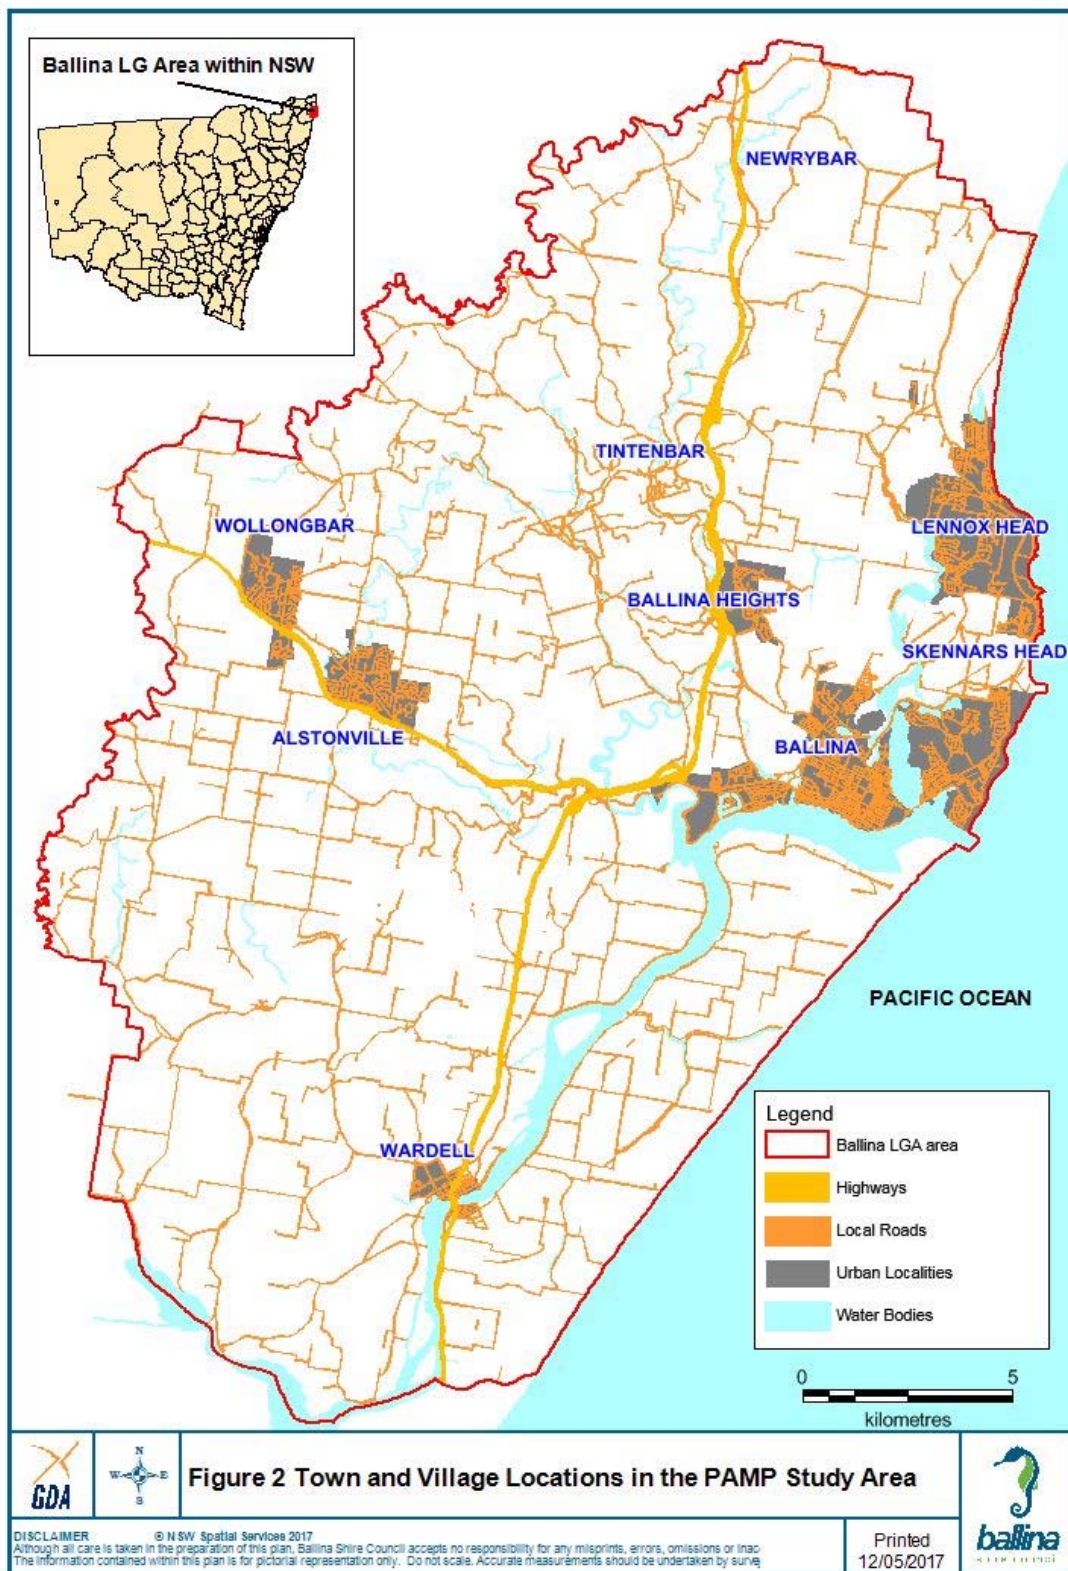 Ballina LG Area within NSW
NEWRYBAR
TINTENBAR
WOLLONGBAR
LENNOX HEAD
BALLINA HEIGHTS
SKENNARS HEAD
ALSTONVILLE
BALLINA
PACIFIC OCEAN
WARDELL
Legend
Ballina LGA area
Highways
Local Roads
Urban Localities
Water Bodies
0 5
kilometres
GDA
N
W E
S
Figure 2 Town and Village Locations in the PAMP Study Area
ballina
DISCLAIMER © NSW Spatial Services 2017
Although all care is taken in the preparation of this plan, Ballina Shire Council accepts no responsibility for any misprints, errors, omissions or inac
The information contained within this plan is for pictorial representation only. Do not scale. Accurate measurements should be undertaken by surve
Printed
12/05/2017